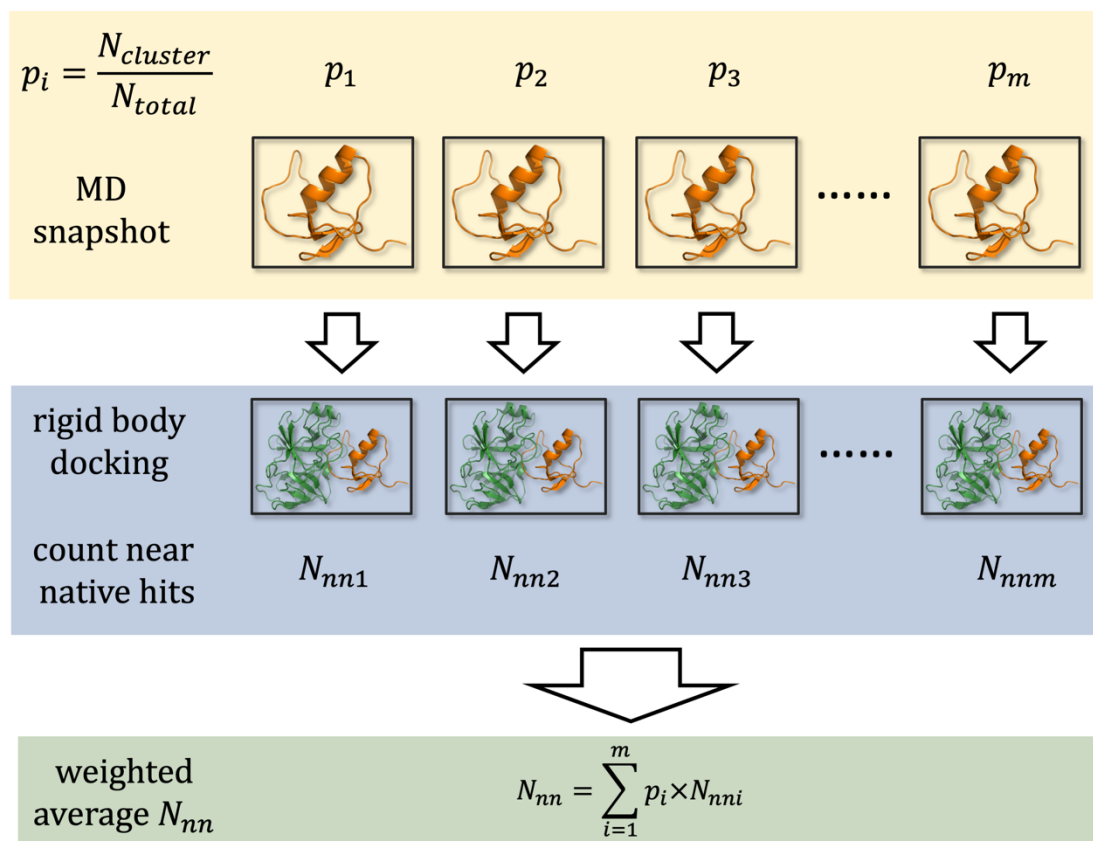 p_i = N_cluster / N_total p_1 p_2 p_3 p_m
MD
snapshot
......
rigid body
docking
......
count near
native hits
N_nn1 N_nn2 N_nn3 N_nnm
weighted
average N_nn
N_nn = ∑_{i=1}^{m} p_i×N_nni